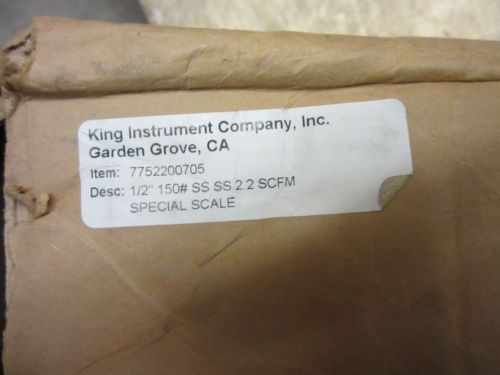 King Instrument Company, Inc.
Garden Grove, CA
Item: 7752200705
Desc: 1/2" 150# SS SS 2.2 SCFM
SPECIAL SCALE